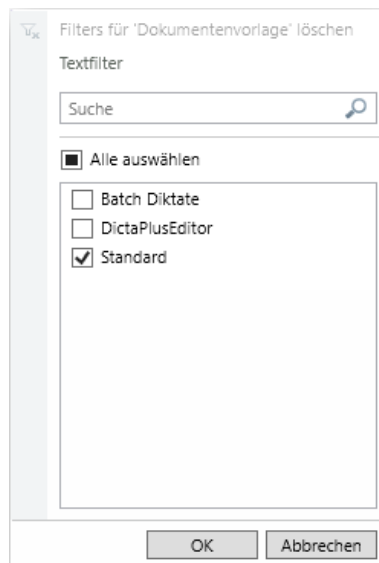 Filters für 'Dokumentenvorlage' löschen
Textfilter
Suche
Alle auswählen
Batch Diktate
DictaPlusEditor
Standard
OK Abbrechen